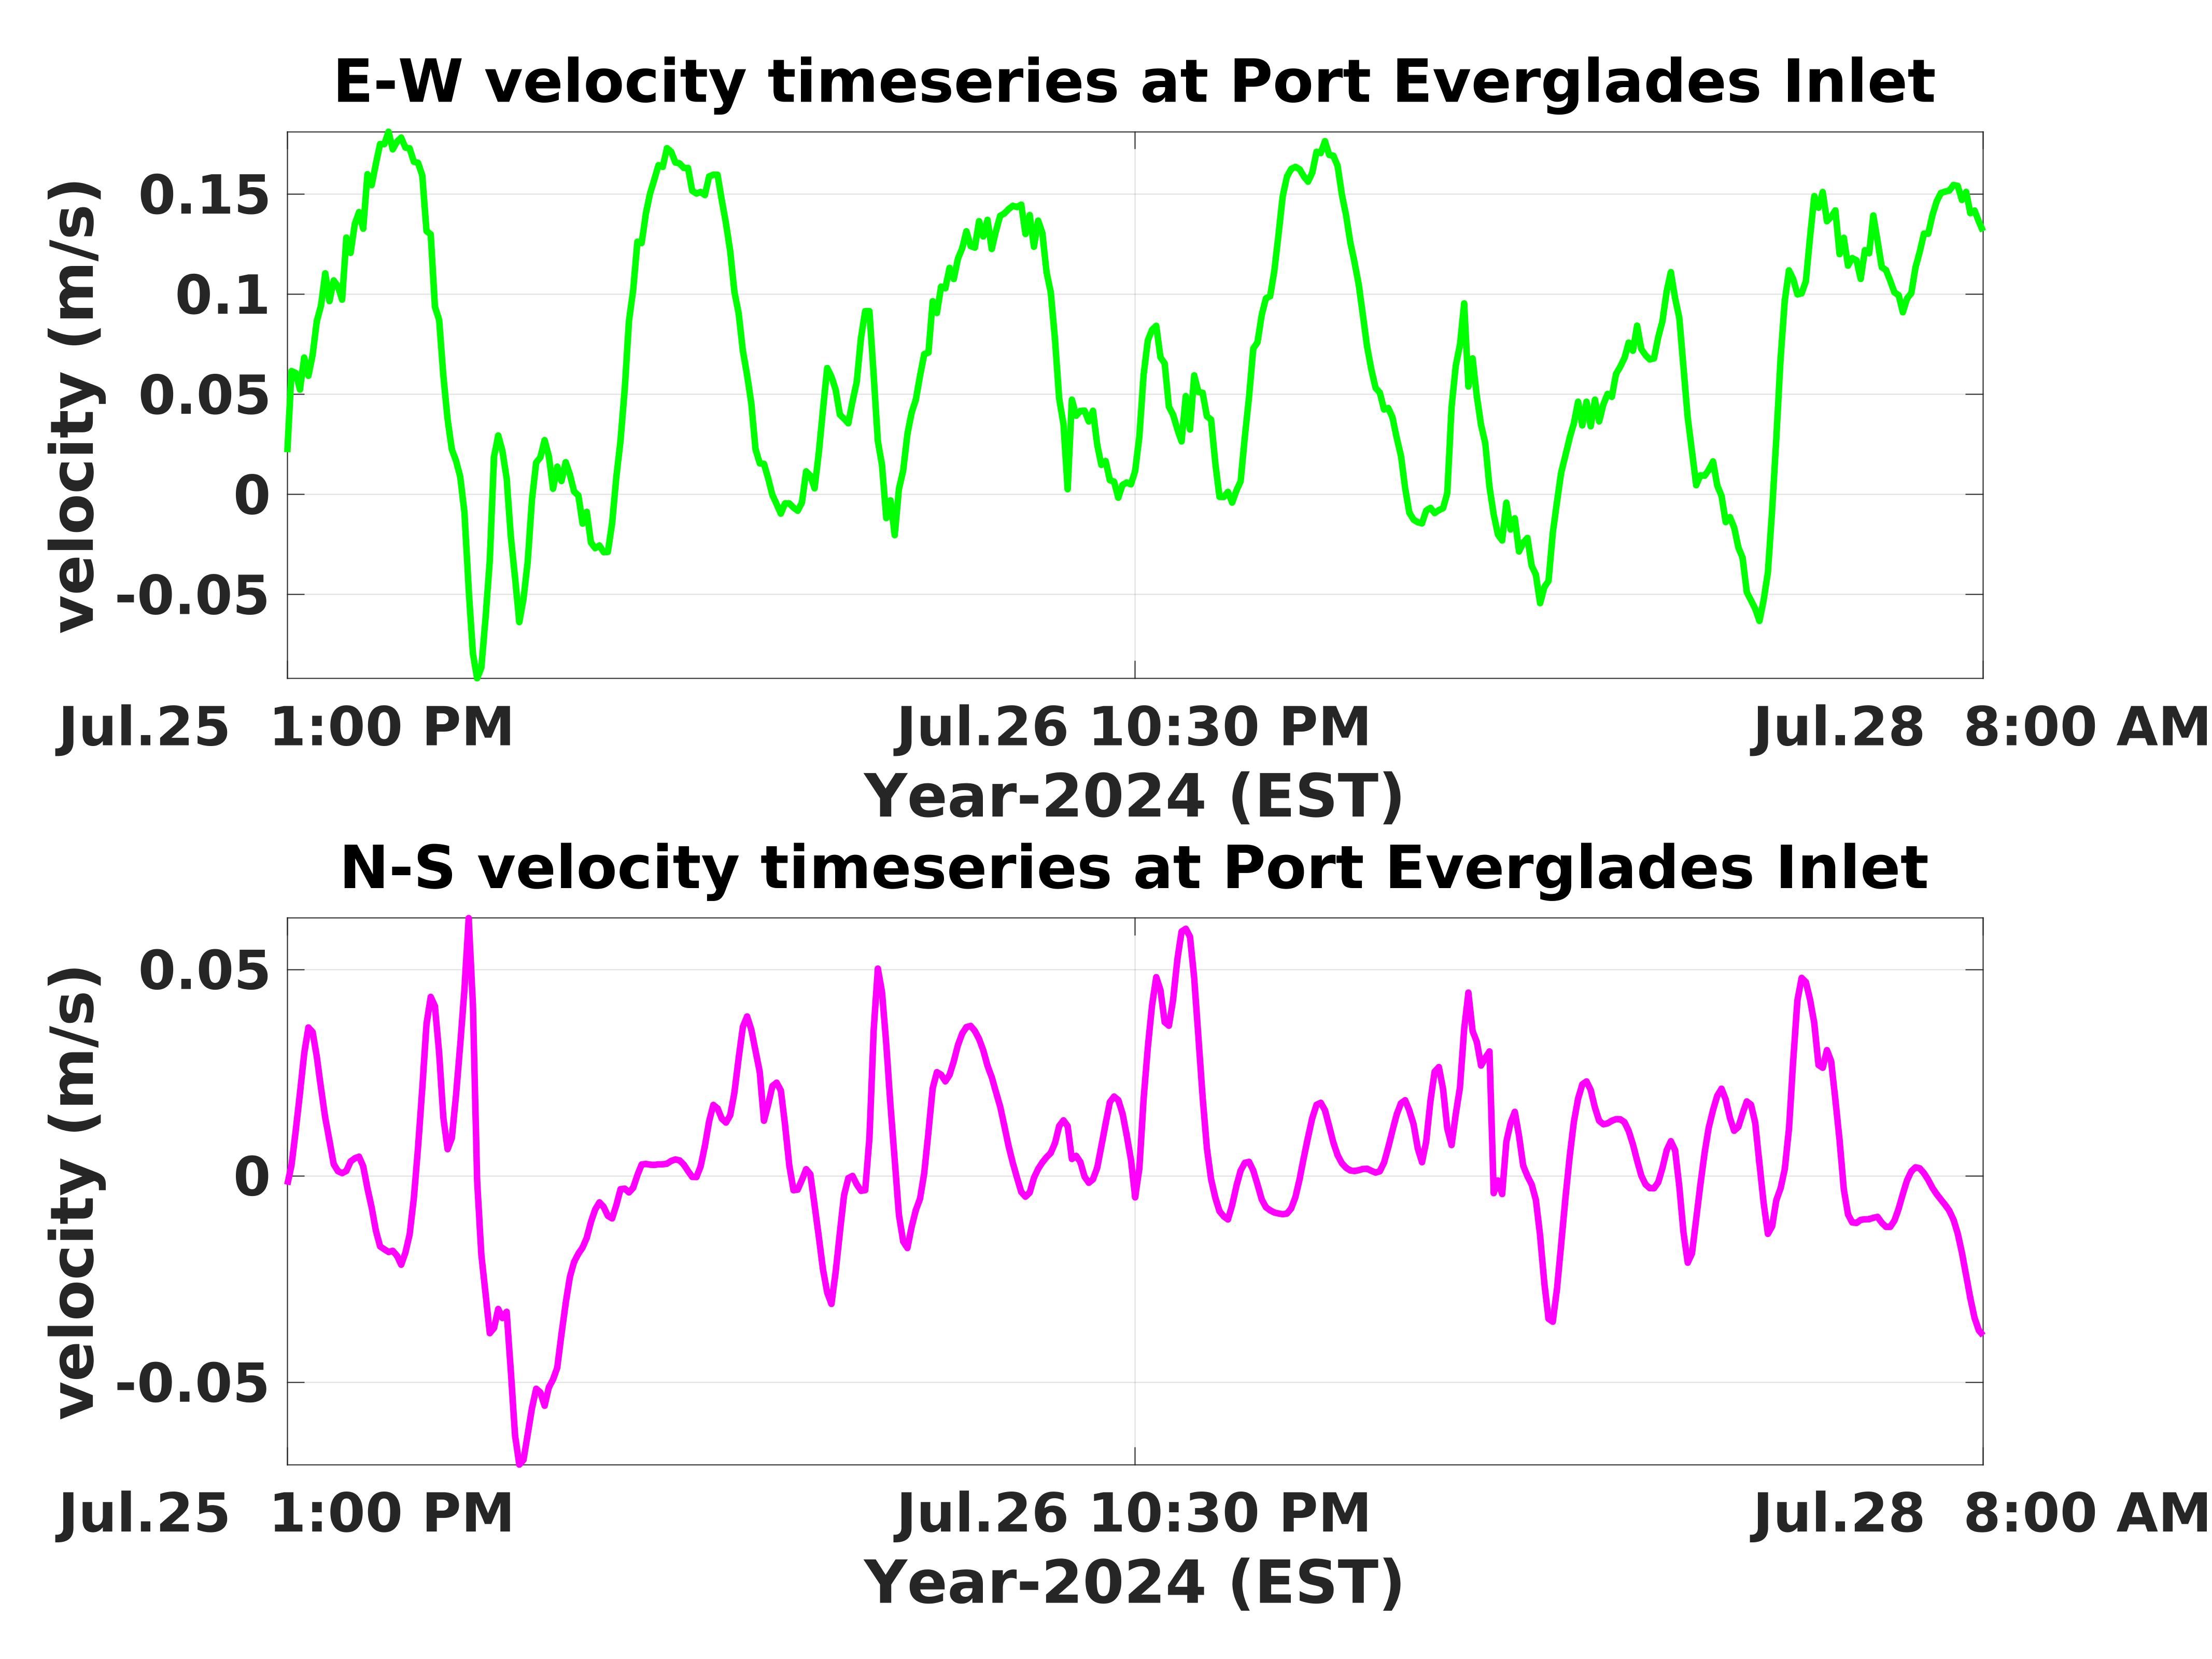 E-W velocity timeseries at Port Everglades Inlet
velocity (m/s)
0.15
0.1
0.05
0
-0.05
Jul.25  1:00 PM
Jul.26 10:30 PM
Jul.28  8:00 AM
Year-2024 (EST)
N-S velocity timeseries at Port Everglades Inlet
velocity (m/s)
0.05
0
-0.05
Jul.25  1:00 PM
Jul.26 10:30 PM
Jul.28  8:00 AM
Year-2024 (EST)